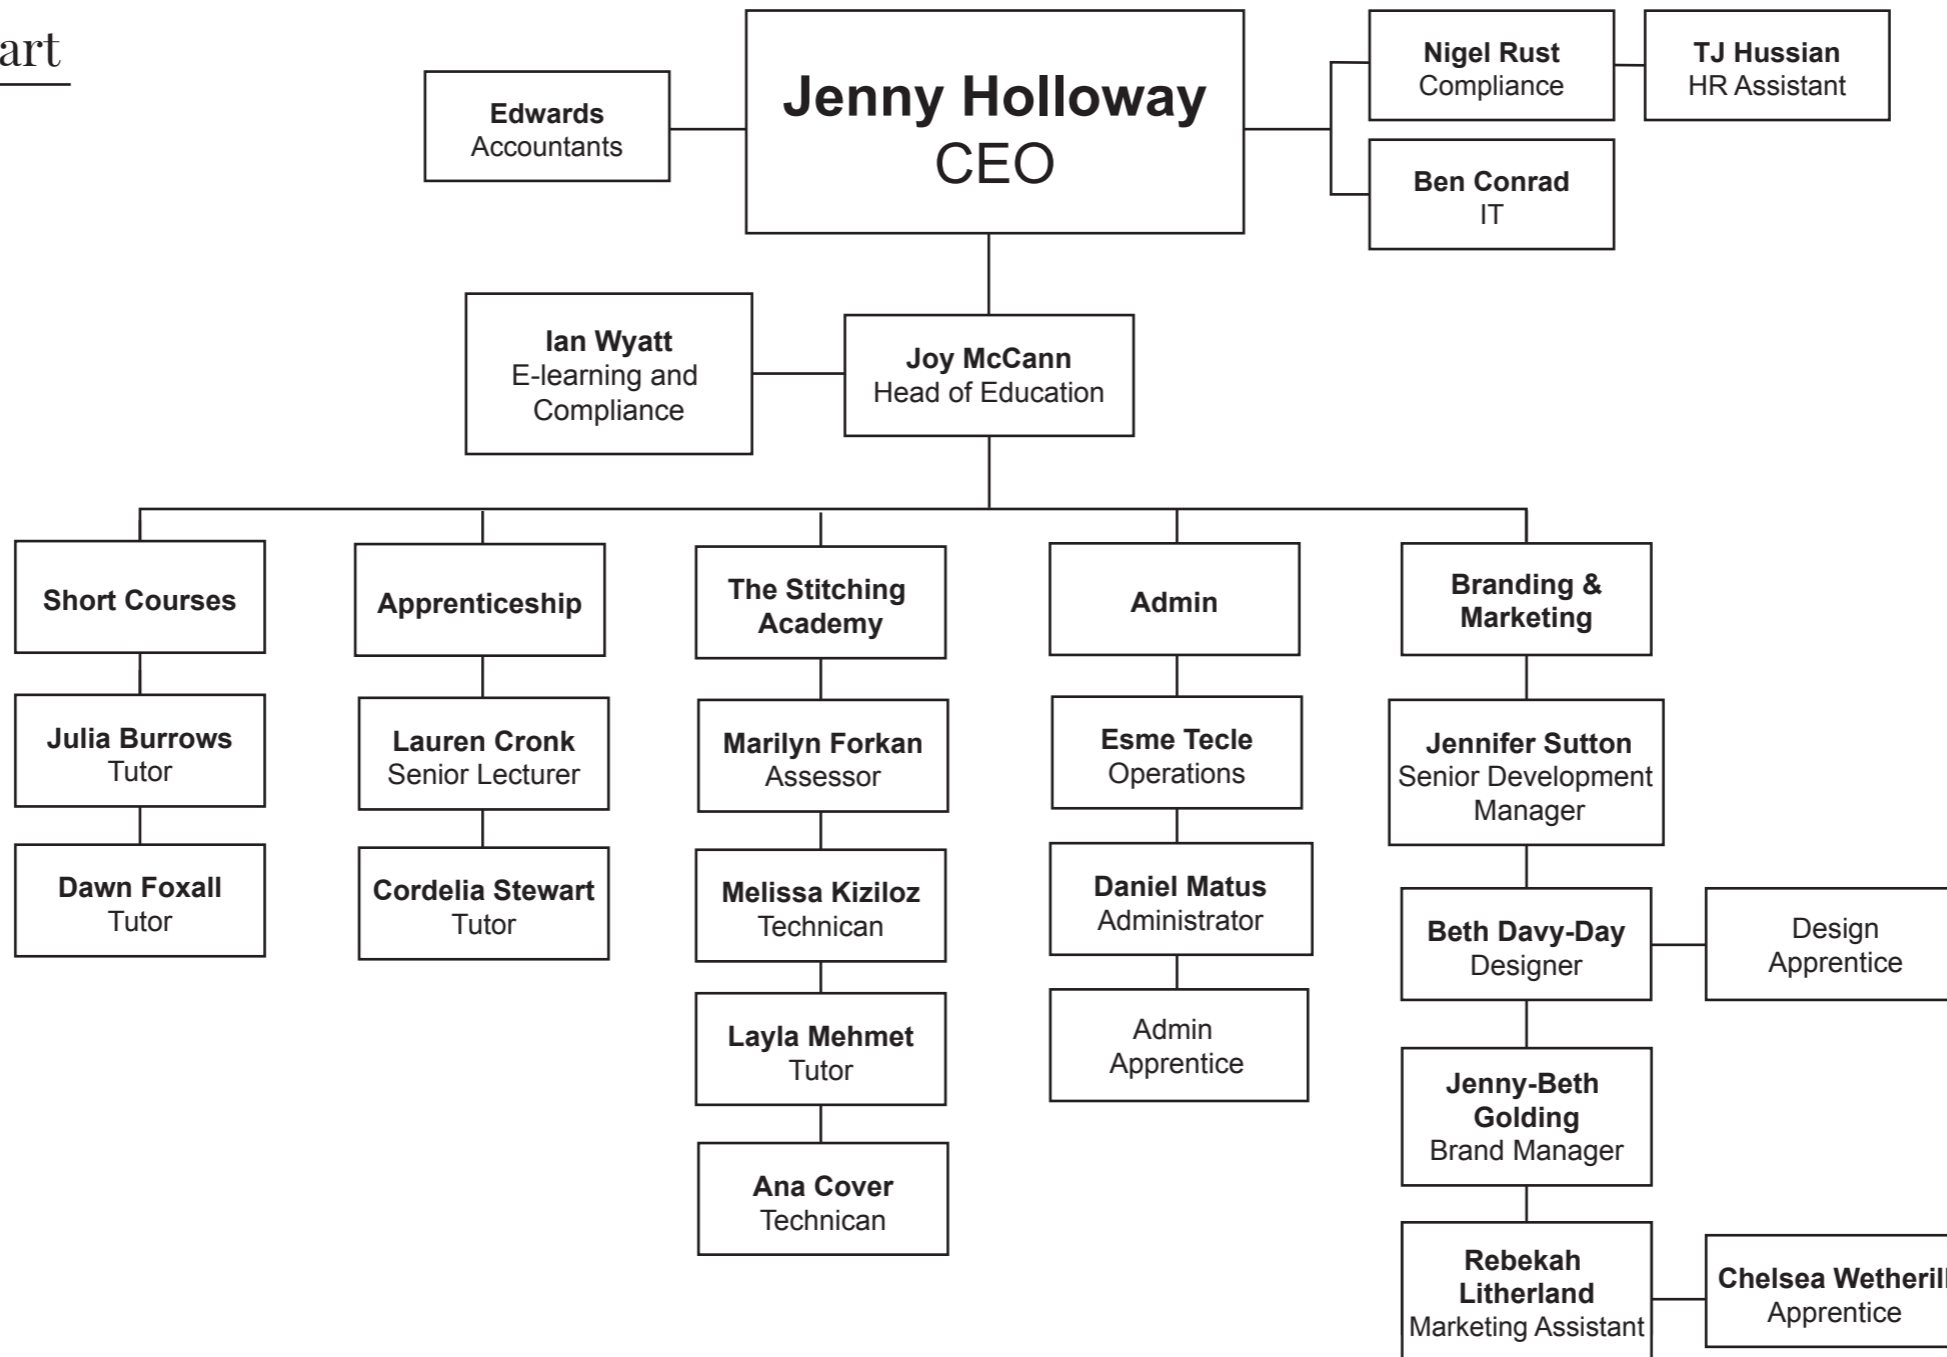 art
Edwards
Accountants
Jenny Holloway
CEO
Nigel Rust
Compliance
TJ Hussian
HR Assistant
Ben Conrad
IT
Ian Wyatt
E-learning and
Compliance
Joy McCann
Head of Education
Short Courses
Julia Burrows
Tutor
Dawn Foxall
Tutor
Apprenticeship
Lauren Cronk
Senior Lecturer
Cordelia Stewart
Tutor
The Stitching
Academy
Marilyn Forkan
Assessor
Melissa Kiziloz
Technican
Layla Mehmet
Tutor
Ana Cover
Technican
Admin
Esme Tecle
Operations
Daniel Matus
Administrator
Admin
Apprentice
Branding &
Marketing
Jennifer Sutton
Senior Development
Manager
Beth Davy-Day
Designer
Design
Apprentice
Jenny-Beth
Golding
Brand Manager
Rebekah
Litherland
Marketing Assistant
Chelsea Wetherill
Apprentice